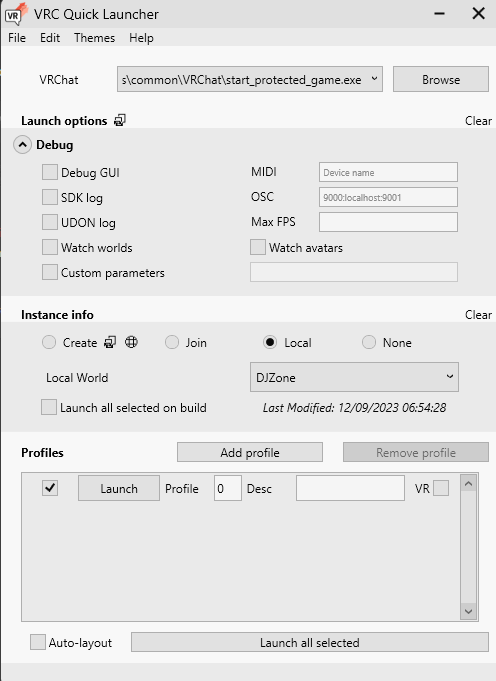 VR VRC Quick Launcher
File Edit Themes Help
VRChat s\common\VRChat\start_protected_game.exe Browse
Launch options Clear
Debug
Debug GUI MIDI Device name
SDK log OSC 9000:localhost:9001
UDON log Max FPS
Watch worlds Watch avatars
Custom parameters
Instance info Clear
Create Join Local None
Local World DJZone
Launch all selected on build Last Modified: 12/09/2023 06:54:28
Profiles Add profile Remove profile
Launch Profile 0 Desc VR
Auto-layout Launch all selected